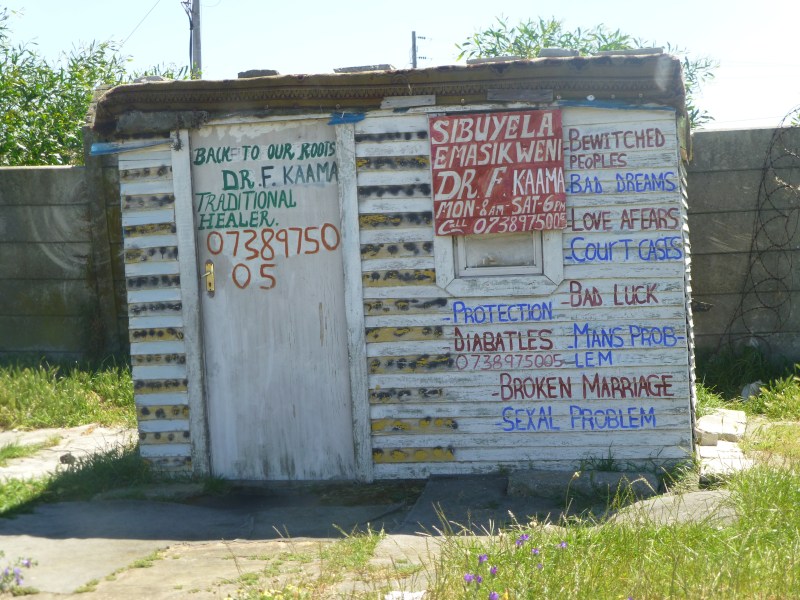 BACK TO OUR ROOTS
DR. F. KAAMA
TRADITIONAL
HEALER.
07389750
05
SIBUYELA
EMASIKWENI
DR F KAAMA
MON-8AM-SAT-6PM
CELL 0738975005
-BEWITCHED
PEOPLES
-BAD DREAMS
-LOVE AFEARS
-COURT CASES
-BAD LUCK
-PROTECTION
DIABATLES
0738975005
-MANS PROB-
-LEM
-BROKEN MARRIAGE
-SEXAL PROBLEM